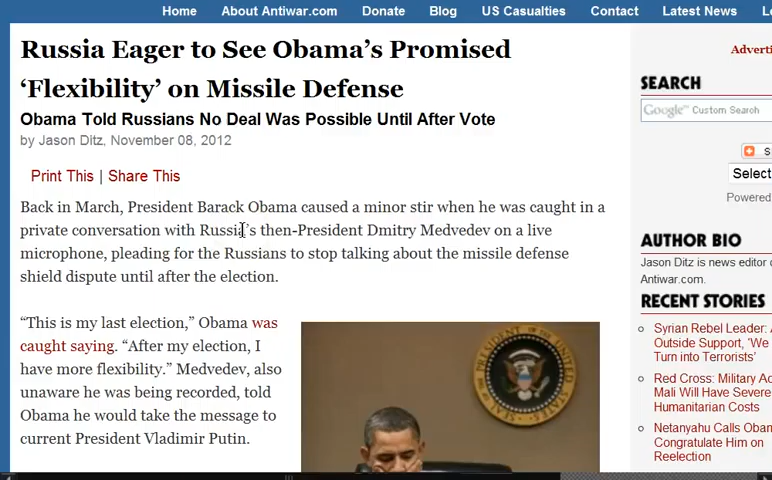 Home About Antiwar.com Donate Blog US Casualties Contact Latest News
Russia Eager to See Obama’s Promised
‘Flexibility’ on Missile Defense
Obama Told Russians No Deal Was Possible Until After Vote
by Jason Ditz, November 08, 2012
Print This | Share This
Back in March, President Barack Obama caused a minor stir when he was caught in a
private conversation with Russia’s then-President Dmitry Medvedev on a live
microphone, pleading for the Russians to stop talking about the missile defense
shield dispute until after the election.
“This is my last election,” Obama was
caught saying. “After my election, I
have more flexibility.” Medvedev, also
unaware he was being recorded, told
Obama he would take the message to
current President Vladimir Putin.
SEARCH
Google Custom Search
Select
Powered
AUTHOR BIO
Jason Ditz is news editor
Antiwar.com.
RECENT STORIES
Syrian Rebel Leader:
Outside Support, ‘We
Turn into Terrorists’
Red Cross: Military
Mali Will Have Severe
Humanitarian Costs
Netanyahu Calls
Congratulate Him on
Reelection